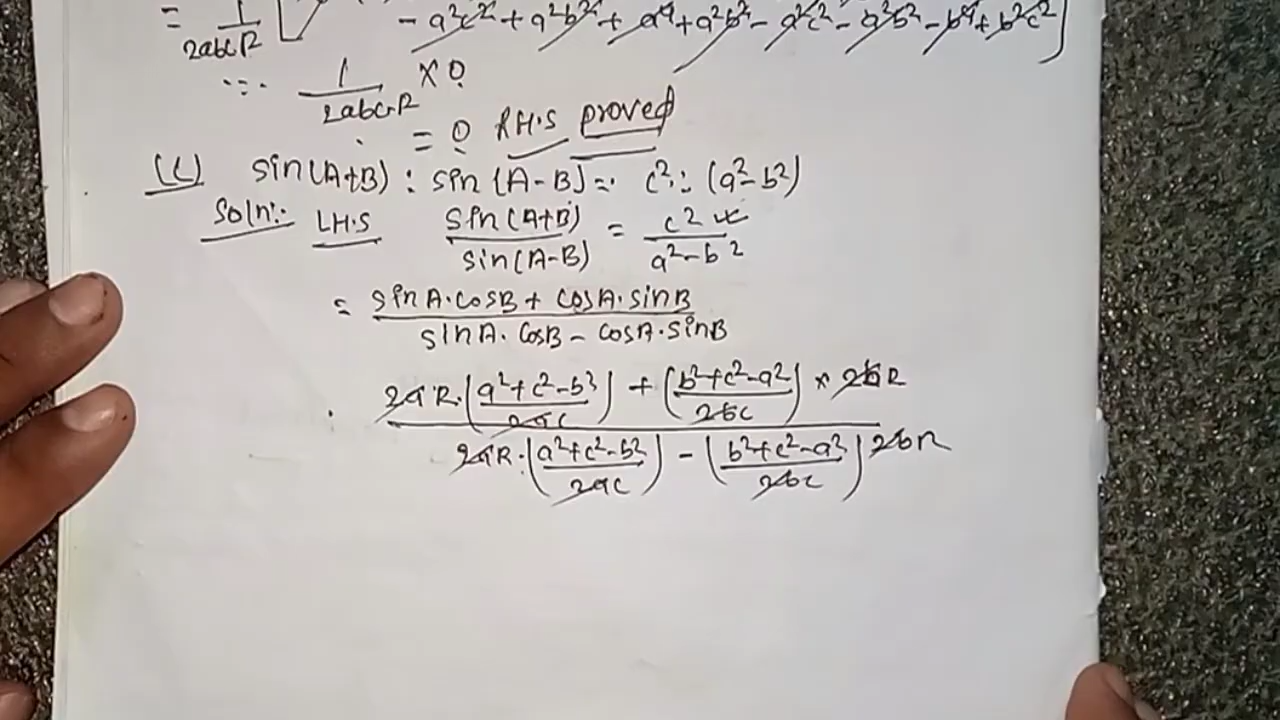 = 1/2abcR [ - a²c² + a²b² + a⁴ + a²b² - a²c² - a²b² - b⁴ + b²c² ]
... 1/2abc.R × 0
= 0 RHS proved
(c) sin(A+B) : sin(A-B) = c² : (a²-b²)
Soln:- LHS sin(A+B)/sin(A-B) = c²/a²-b²
= sinA.cosB + cosA.sinB / sinA.cosB - cosA.sinB
2aR.(a²+c²-b²/2ac) + (b²+c²-a²/2bc) × 2bR / 2aR.(a²+c²-b²/2ac) - (b²+c²-a²/2bc) 2bR